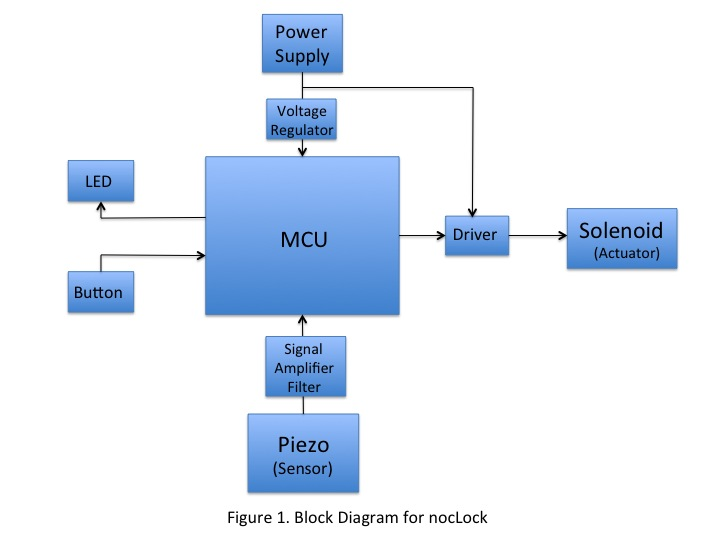 Power
Supply
Voltage
Regulator
LED
MCU
Driver
Solenoid
(Actuator)
Button
Signal
Amplifier
Filter
Piezo
(Sensor)
Figure 1. Block Diagram for nocLock